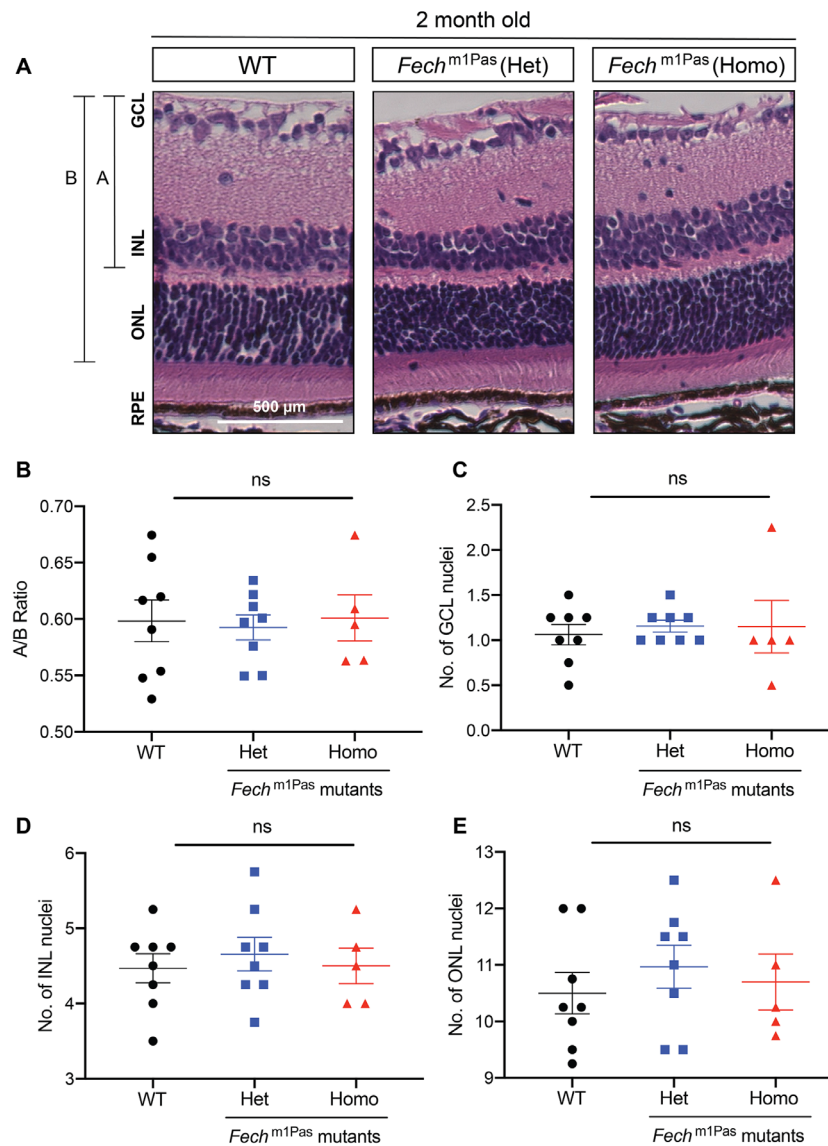 2 month old
A
WT
Fech m1Pas (Het)
Fech m1Pas (Homo)
B
A
GCL
INL
ONL
RPE
500 µm
B
ns
A/B Ratio
0.70
0.65
0.60
0.55
0.50
WT
Het
Homo
Fech m1Pas mutants
C
ns
No. of GCL nuclei
2.5
2.0
1.5
1.0
0.5
0.0
WT
Het
Homo
Fech m1Pas mutants
D
ns
No. of INL nuclei
6
5
4
3
WT
Het
Homo
Fech m1Pas mutants
E
ns
No. of ONL nuclei
13
12
11
10
9
WT
Het
Homo
Fech m1Pas mutants